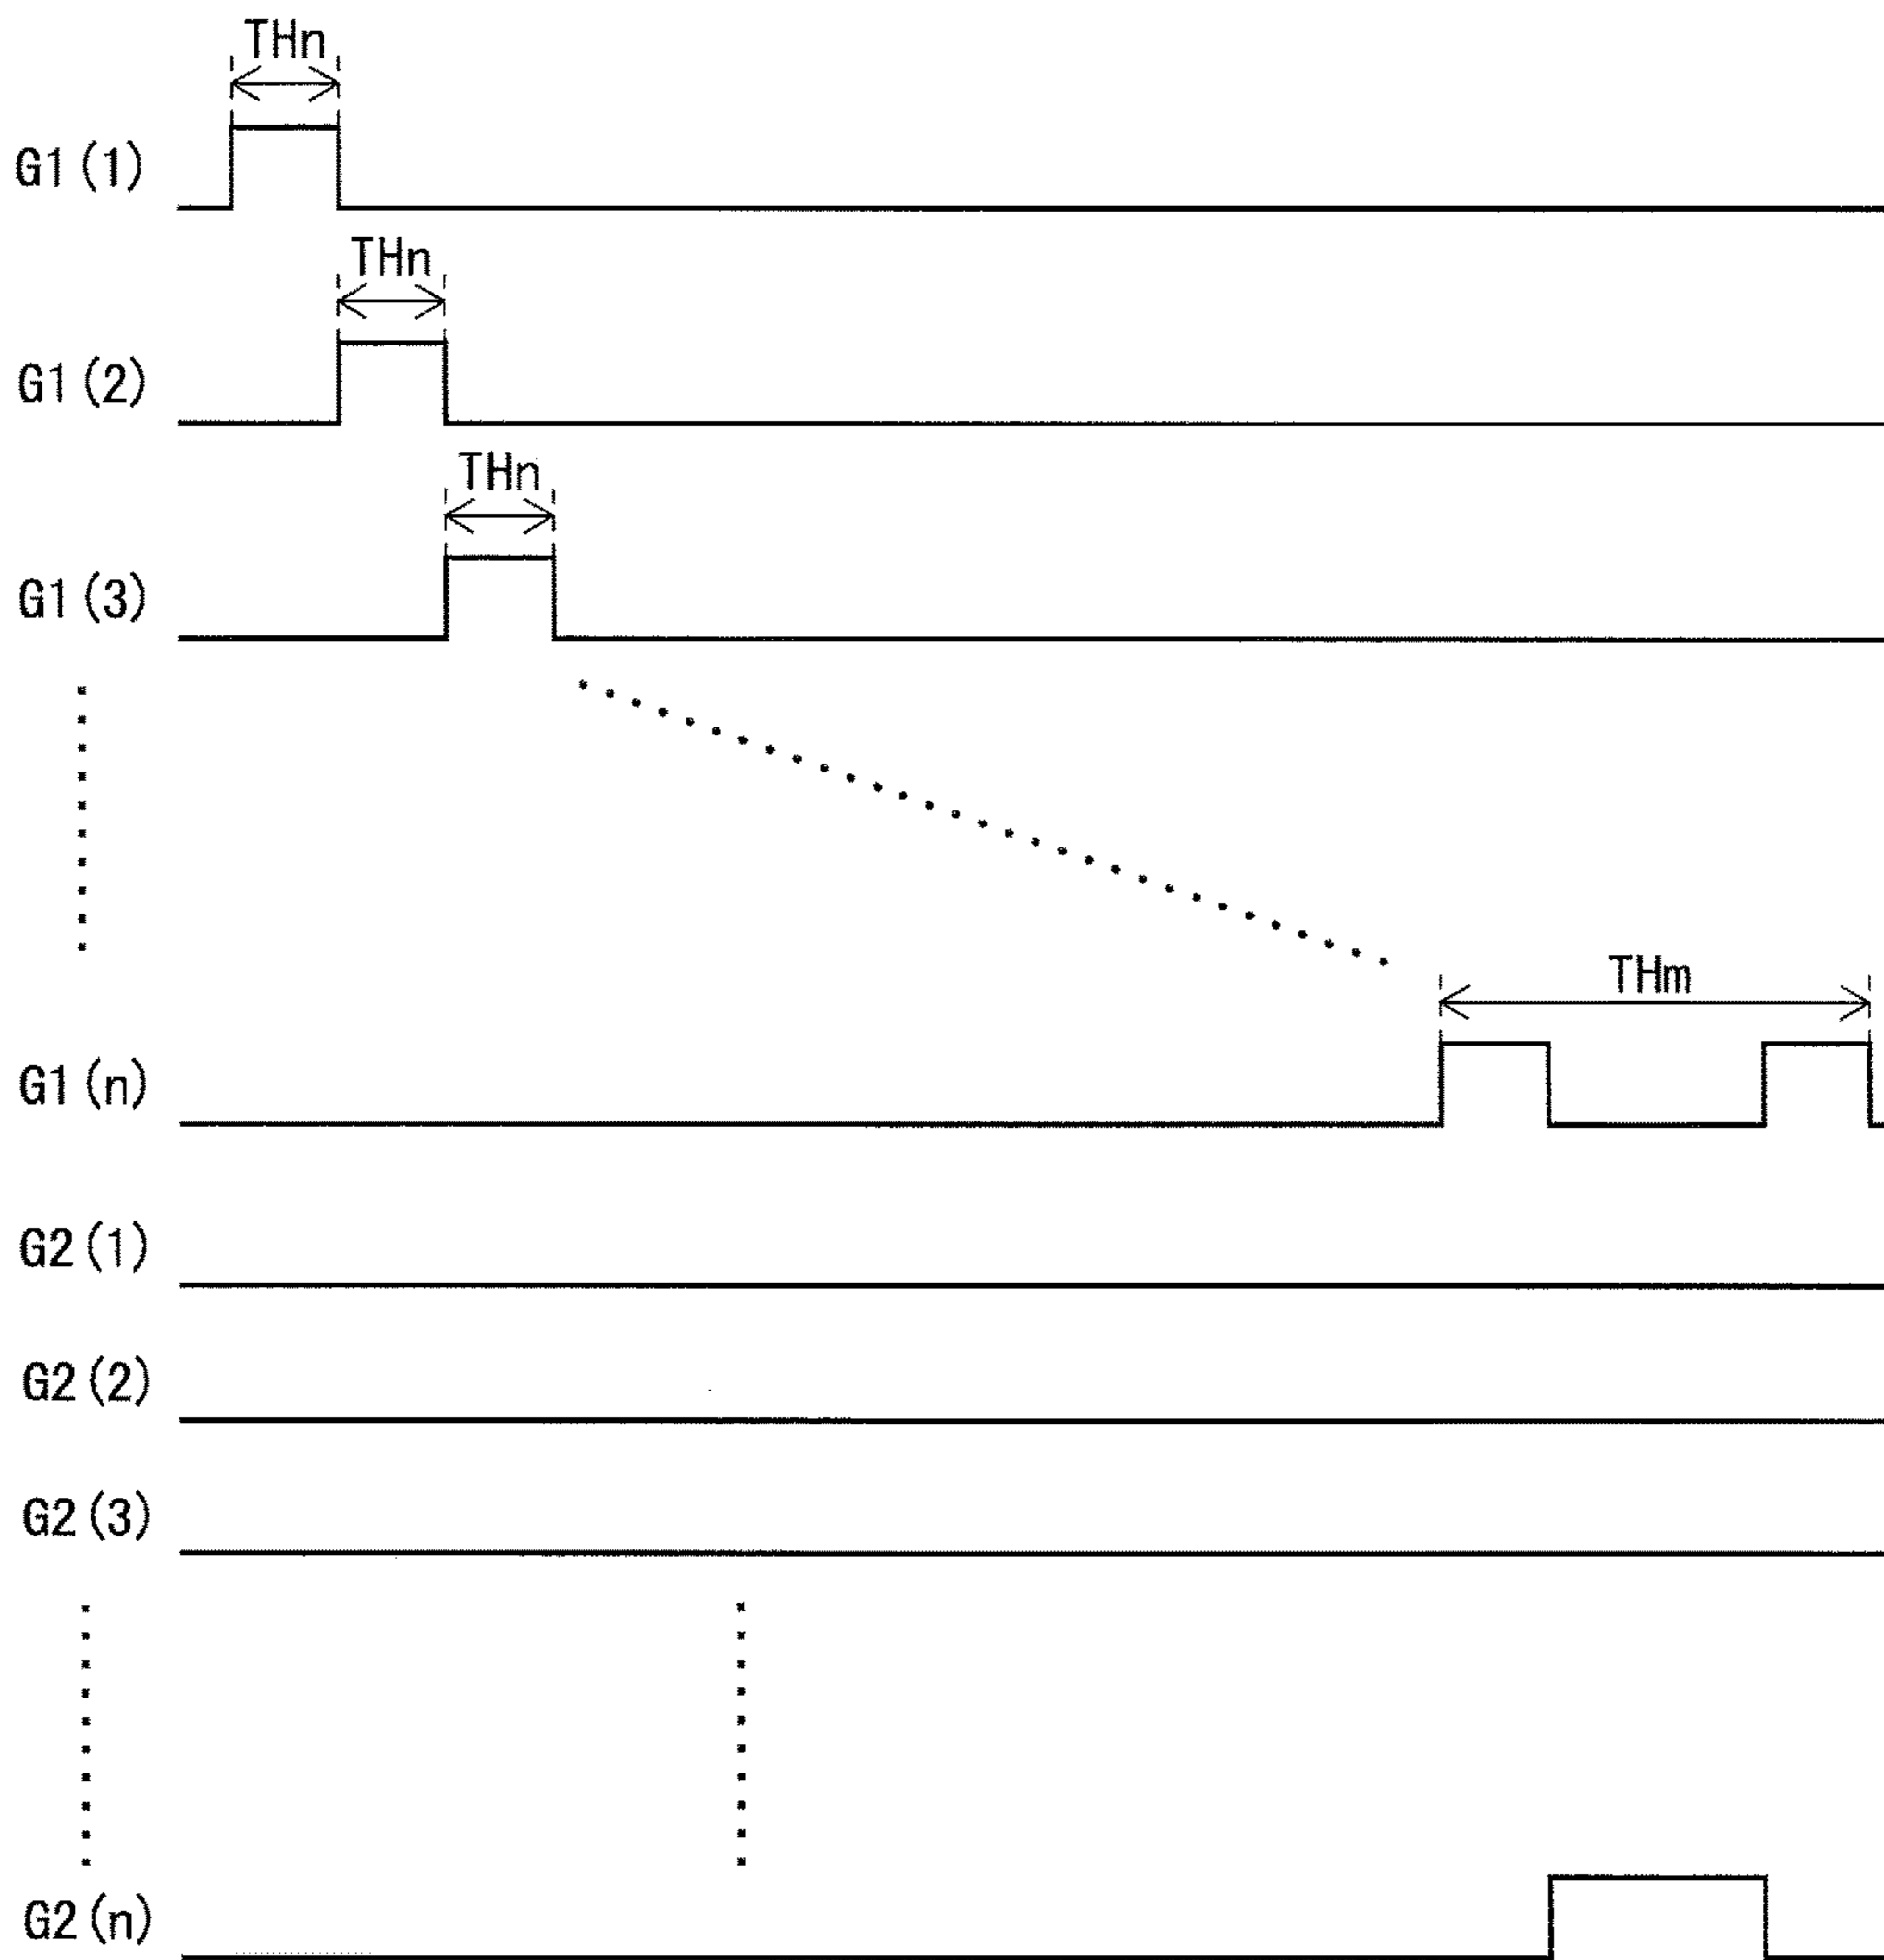 THn
G1(1)
THn
G1(2)
THn
G1(3)
THm
G1(n)
G2(1)
G2(2)
G2(3)
G2(n)